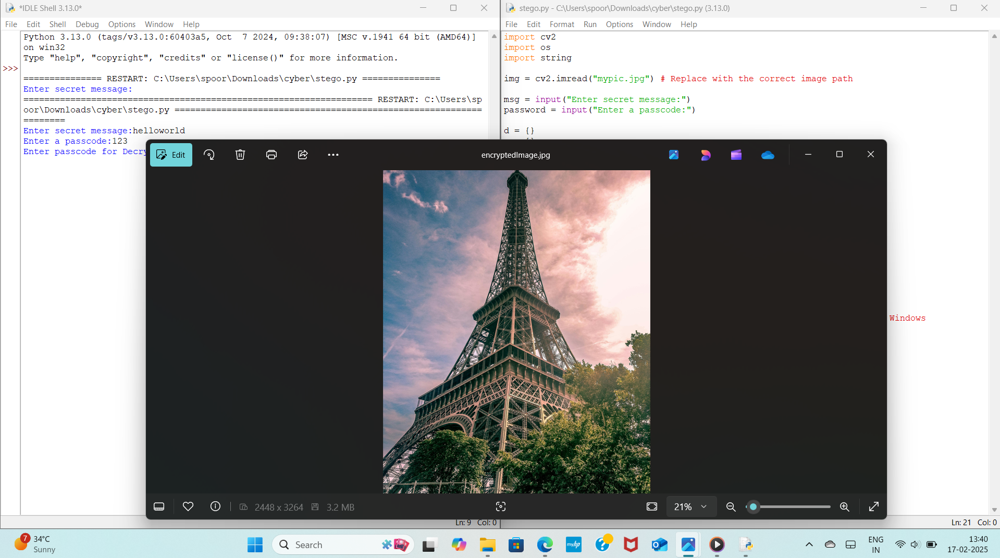 *IDLE Shell 3.13.0*
File Edit Shell Debug Options Window Help
Python 3.13.0 (tags/v3.13.0:60403a5, Oct  7 2024, 09:38:07) [MSC v.1941 64 bit (AMD64)]
on win32
Type "help", "copyright", "credits" or "license()" for more information.
>>>
=============== RESTART: C:\Users\spoor\Downloads\cyber\stego.py ===============
Enter secret message:
=================================================================== RESTART: C:\Users\sp
oor\Downloads\cyber\stego.py ===========================================================
========
Enter secret message:helloworld
Enter a passcode:123
Enter passcode for Decry
Ln: 9 Col: 0
stego.py - C:\Users\spoor\Downloads\cyber\stego.py (3.13.0)
File Edit Format Run Options Window Help
import cv2
import os
import string
img = cv2.imread("mypic.jpg") # Replace with the correct image path
msg = input("Enter secret message:")
password = input("Enter a passcode:")
d = {}
Windows
Ln: 21 Col: 0
Edit
encryptedImage.jpg
2448 x 3264 3.2 MB
21%
7
34°C
Sunny
Search
myhp
ENG
IN
13:40
17-02-2025